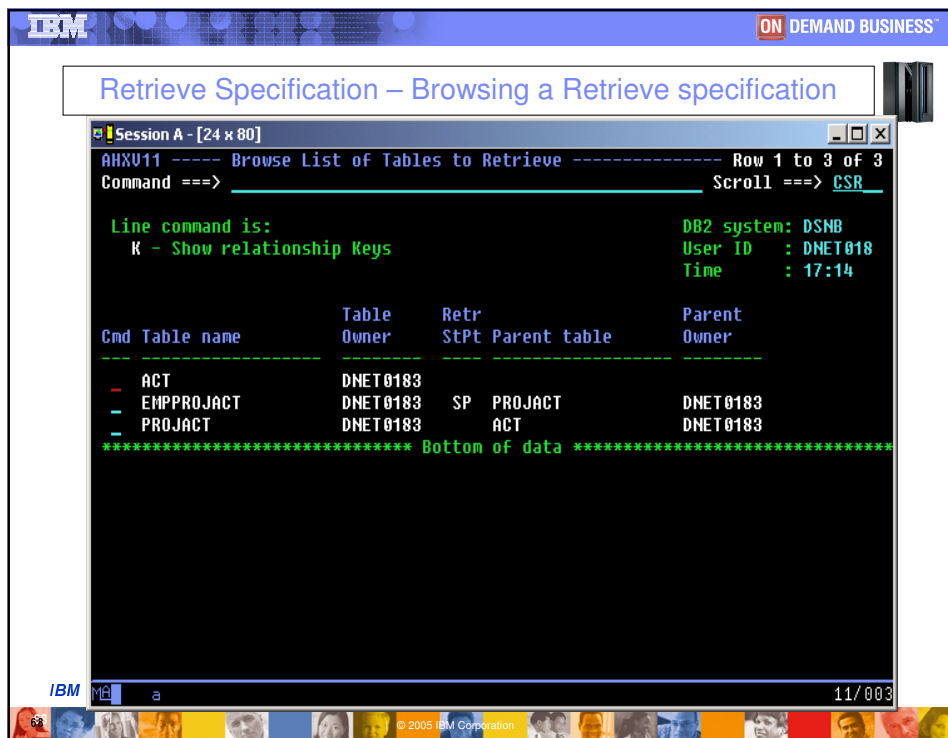 IBM
ON DEMAND BUSINESS™
Retrieve Specification – Browsing a Retrieve specification
Session A - [24 x 80]
AHXV11 ----- Browse List of Tables to Retrieve --------------- Row 1 to 3 of 3
Command ===> Scroll ===> CSR
Line command is: DB2 system: DSNB
K - Show relationship Keys User ID : DNET018
Time : 17:14
Table Retr Parent
Cmd Table name Owner StPt Parent table Owner
--- ------------------ -------- ---- ------------------ --------
_ ACT DNET0183
_ EMPPROJACT DNET0183 SP PROJACT DNET0183
_ PROJACT DNET0183 ACT DNET0183
******************************* Bottom of data ********************************
MA a 11/003
IBM
68
© 2005 IBM Corporation